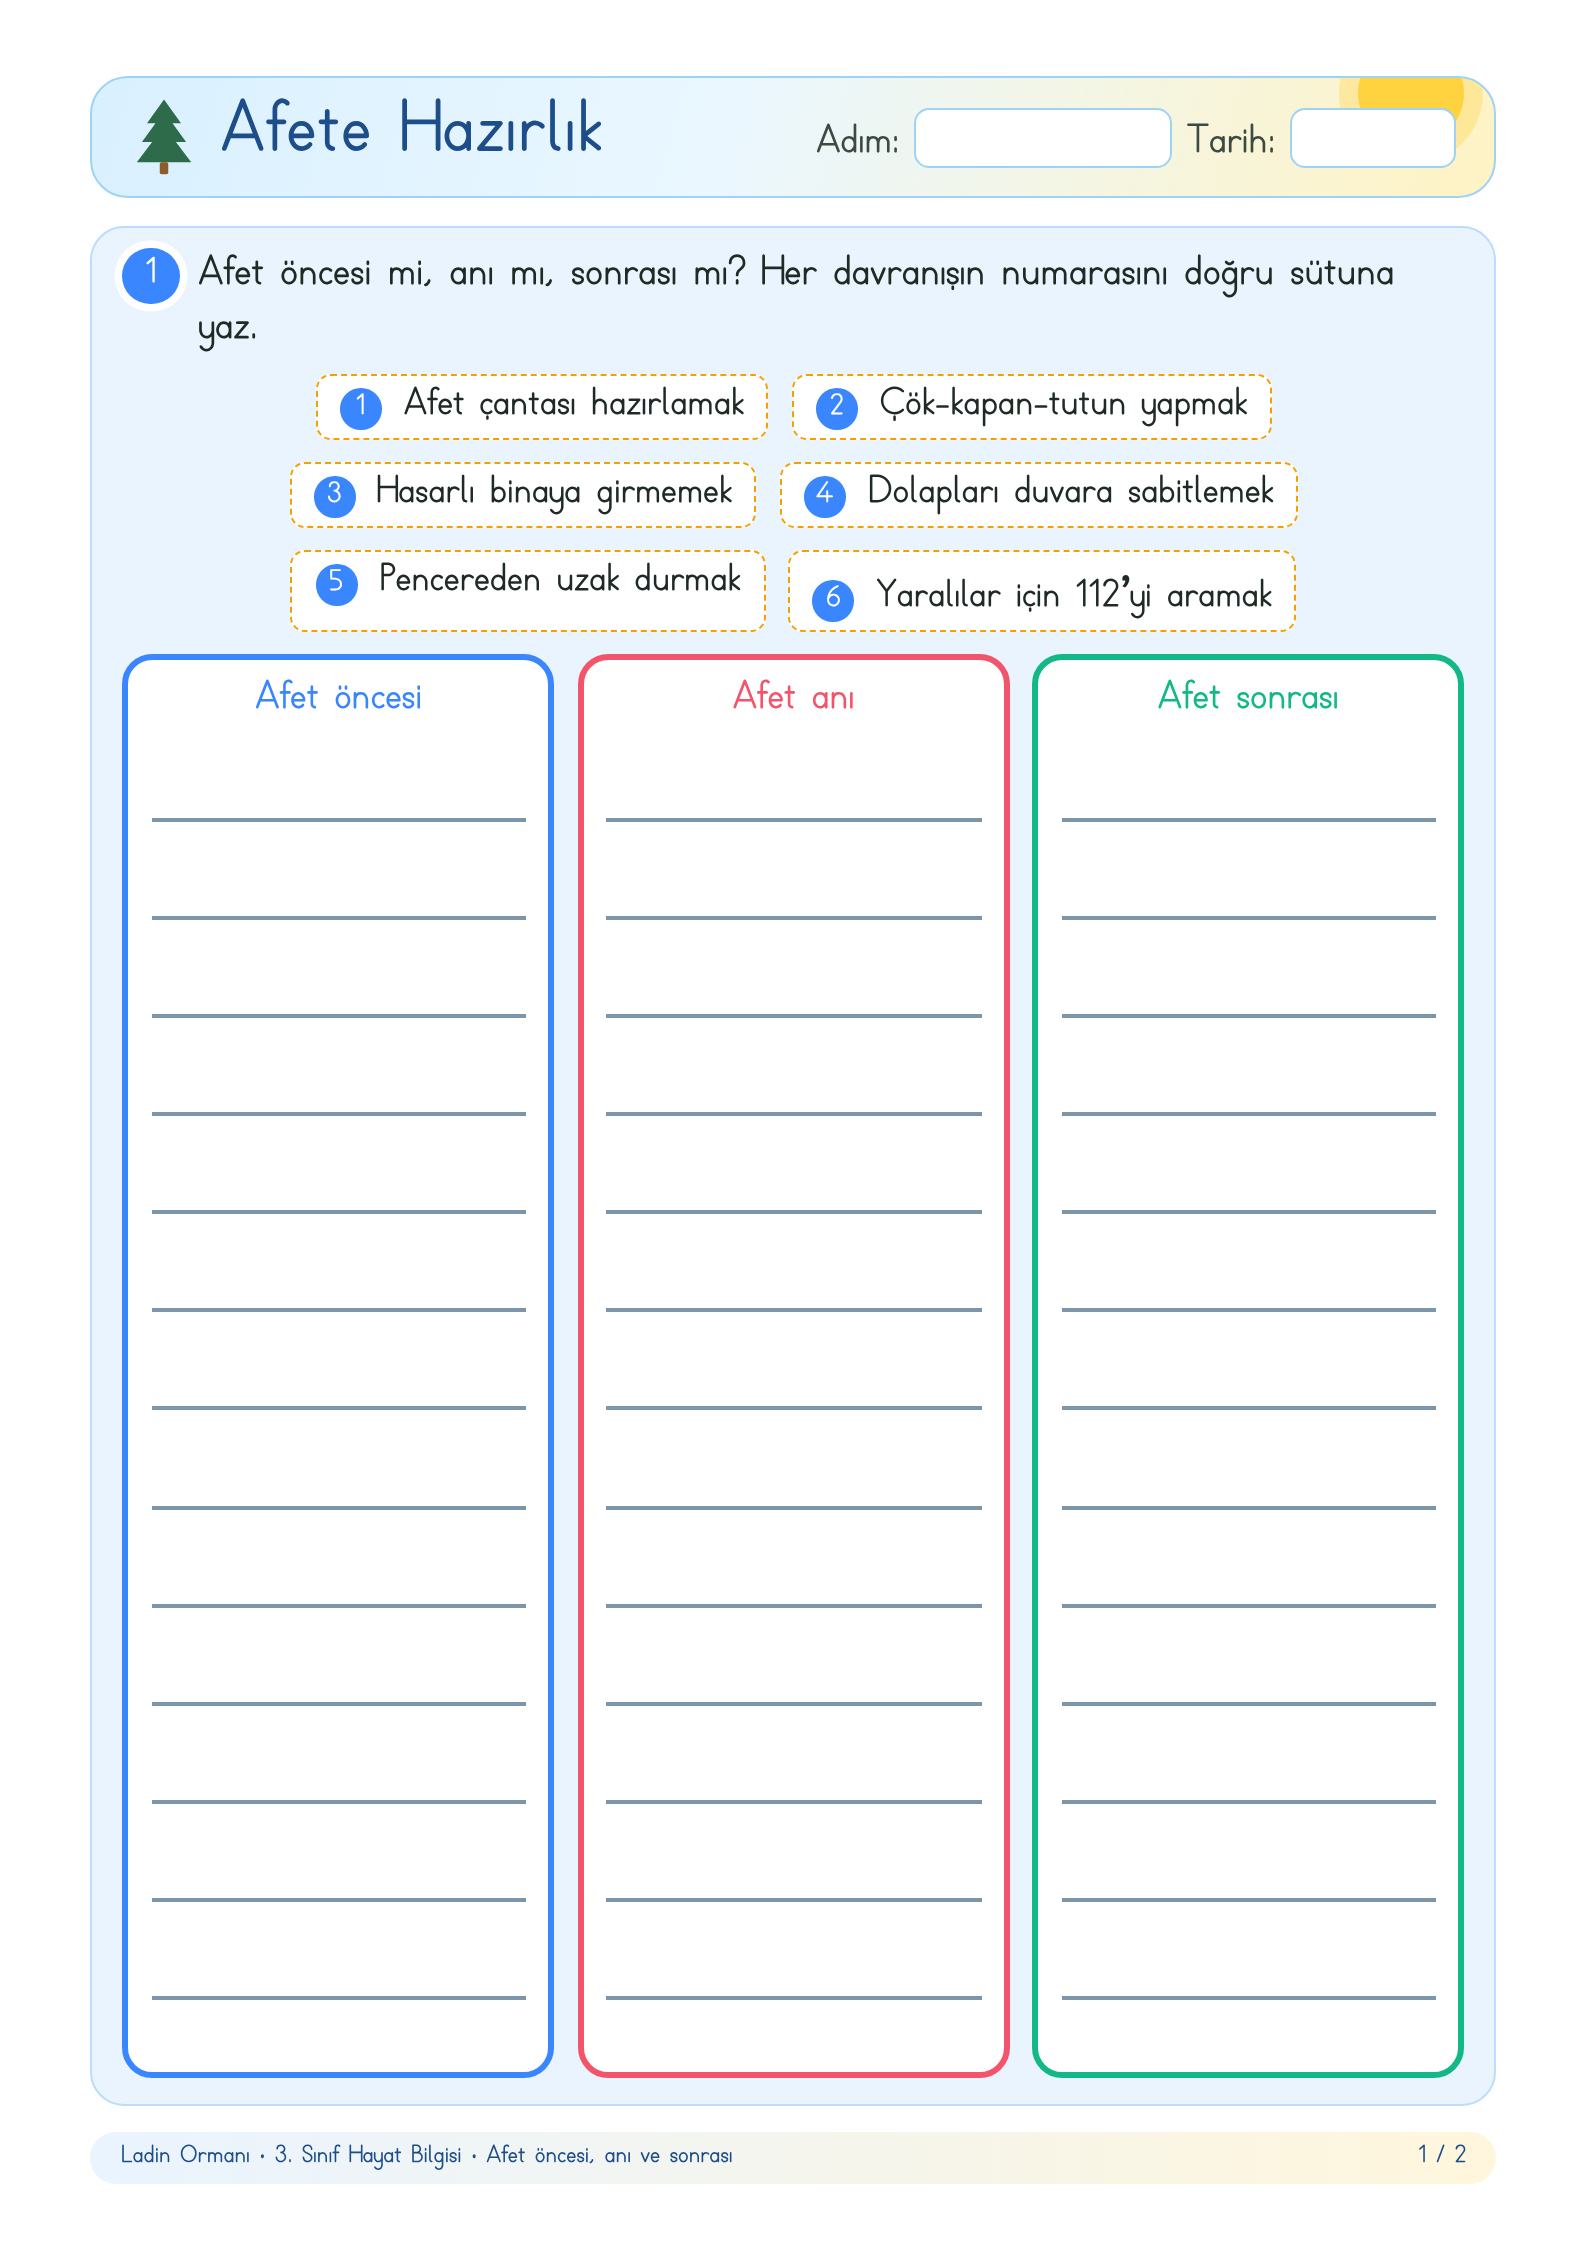 Afete Hazırlık
Adım:
Tarih:
1 Afet öncesi mi, anı mı, sonrası mı? Her davranışın numarasını doğru sütuna
yaz.
1 Afet çantası hazırlamak
2 Çök-kapan-tutun yapmak
3 Hasarlı binaya girmemek
4 Dolapları duvara sabitlemek
5 Pencereden uzak durmak
6 Yaralılar için 112’yi aramak
Afet öncesi
Afet anı
Afet sonrası
Ladin Ormanı • 3. Sınıf Hayat Bilgisi • Afet öncesi, anı ve sonrası
1 / 2